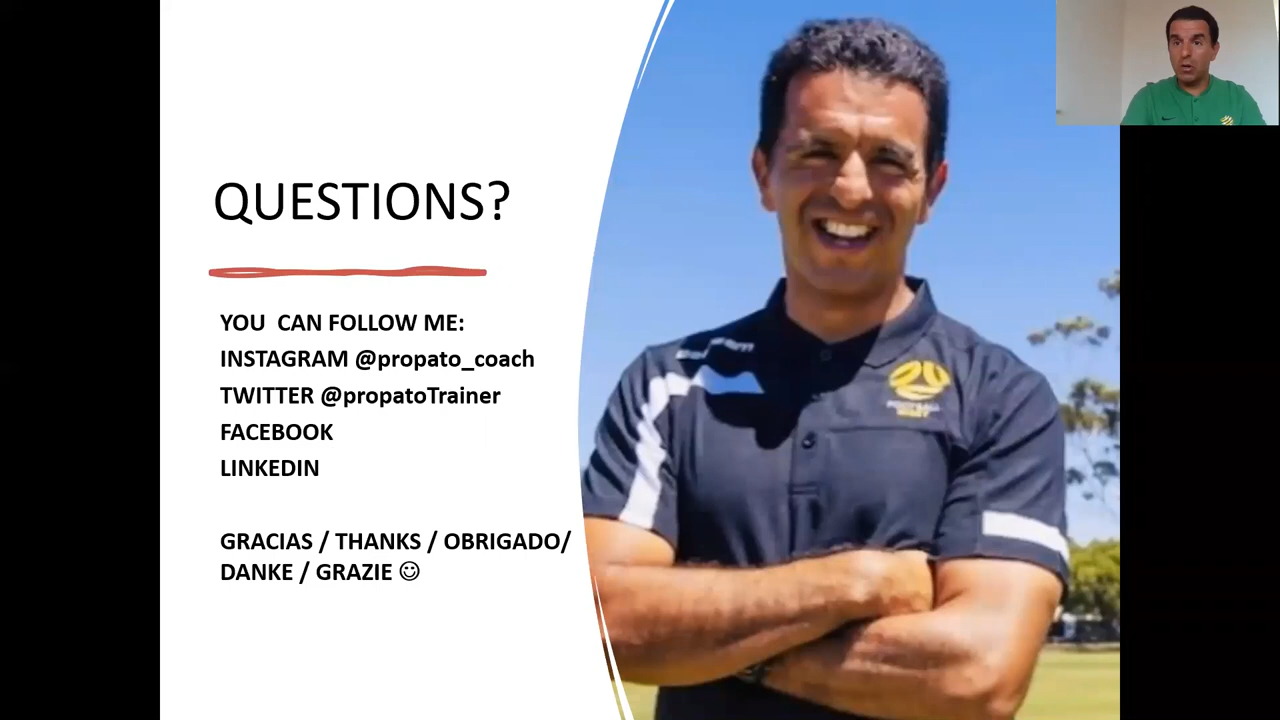 QUESTIONS?
YOU CAN FOLLOW ME:
INSTAGRAM @propato_coach
TWITTER @propatoTrainer
FACEBOOK
LINKEDIN
GRACIAS / THANKS / OBRIGADO/
DANKE / GRAZIE ☺